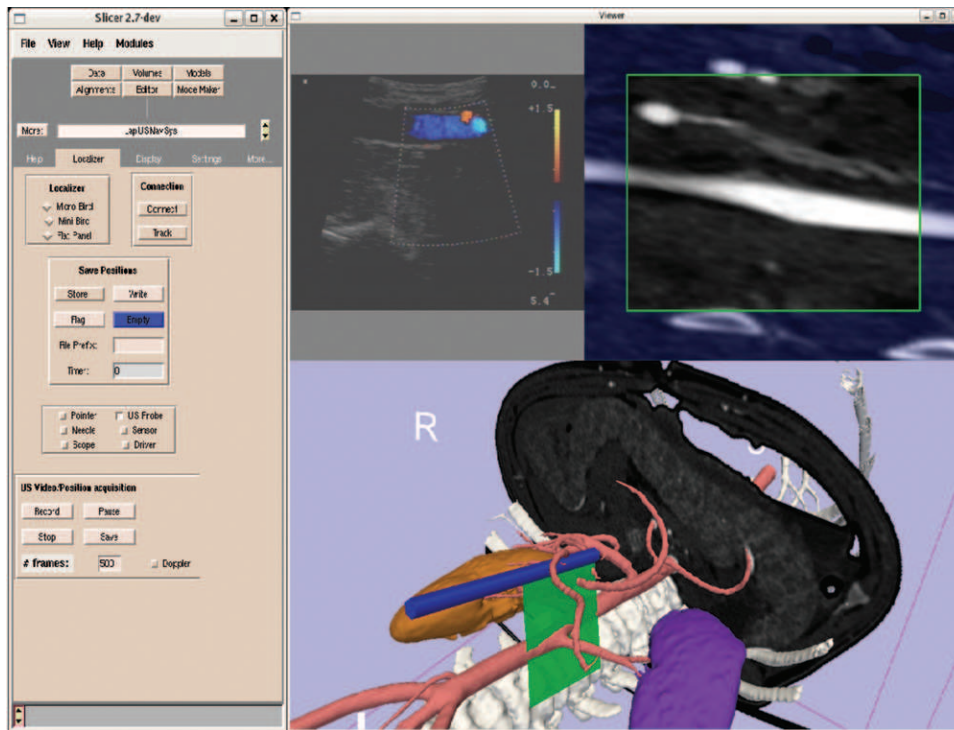 Slicer 2.7-dev
File View Help Modules
Data Volumes Models
Alignments Editor Model Maker
More:
Help Localizer Display Settings More...
Localizer
Micro Bird
Mini Bird
Flat Panel
Connection
Connect
Track
Save Positions
Store Write
Flag Empty
File Prefix:
Timer: 0
Pointer US Probe
Needle Sensor
Scope Driver
US Video/Position acquisition
Record Pause
Stop Save
# frames: 500 Doppler
Viewer
0.0
+1.5
-1.5
5.4
R